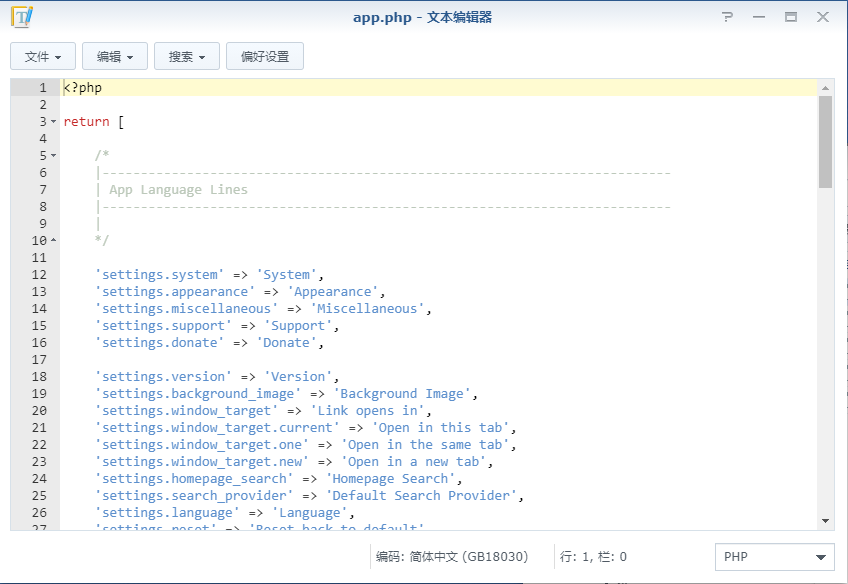 app.php - 文本编辑器
文件 编辑 搜索 偏好设置
1 <?php
2
3 return [
4
5 /*
6 |--------------------------------------------------------------------------
7 | App Language Lines
8 |--------------------------------------------------------------------------
9 |
10 */
11
12 'settings.system' => 'System',
13 'settings.appearance' => 'Appearance',
14 'settings.miscellaneous' => 'Miscellaneous',
15 'settings.support' => 'Support',
16 'settings.donate' => 'Donate',
17
18 'settings.version' => 'Version',
19 'settings.background_image' => 'Background Image',
20 'settings.window_target' => 'Link opens in',
21 'settings.window_target.current' => 'Open in this tab',
22 'settings.window_target.one' => 'Open in the same tab',
23 'settings.window_target.new' => 'Open in a new tab',
24 'settings.homepage_search' => 'Homepage Search',
25 'settings.search_provider' => 'Default Search Provider',
26 'settings.language' => 'Language',
27 'settings.reset' => 'Reset back to default'
编码: 简体中文 (GB18030) 行: 1, 栏: 0 PHP